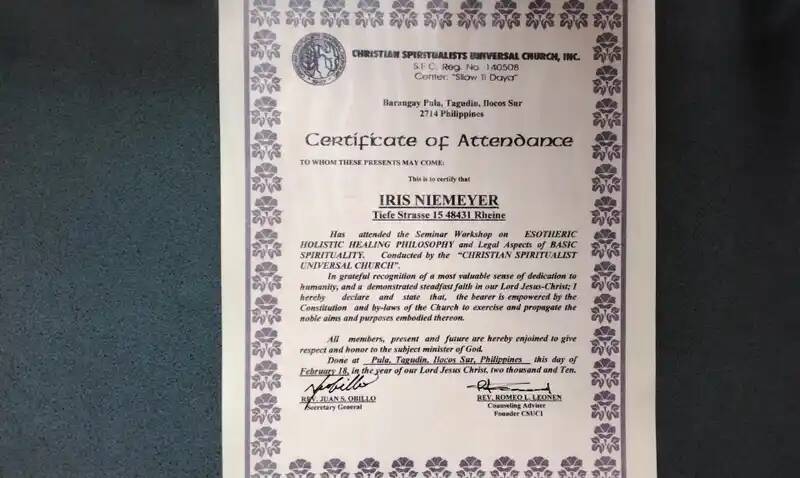 CHRISTIAN SPIRITUALISTS UNIVERSAL CHURCH, INC.
S.E.C. Reg. No. 140508
Center: "Silaw Ti Daya"
Barangay Pula, Tagudin, Ilocos Sur
2714 Philippines
Certificate of Attendance
TO WHOM THESE PRESENTS MAY COME:
This is to certify that
IRIS NIEMEYER
Tiefe Strasse 15 48431 Rheine
Has attended the Seminar Workshop on ESOTHERIC
HOLISTIC HEALING PHILOSOPHY and Legal Aspects of BASIC
SPIRITUALITY. Conducted by the "CHRISTIAN SPIRITUALIST
UNIVERSAL CHURCH".
In grateful recognition of a most valuable sense of dedication to
humanity, and a demonstrated steadfast faith in our Lord Jesus-Christ; I
hereby declare and state that, the bearer is empowered by the
Constitution and by-laws of the Church to exercise and propagate the
noble aims and purposes embodied thereon.
All members, present and future are hereby enjoined to give
respect and honor to the subject minister of God.
Done at Pula, Tagudin, Ilocos Sur, Philippines this day of
February 18, in the year of our Lord Jesus Christ, two thousand and Ten.
REV. JUAN S. OBILLO
Secretary General
REV. ROMEO L. LEONEN
Counseling Adviser
Founder CSUCI